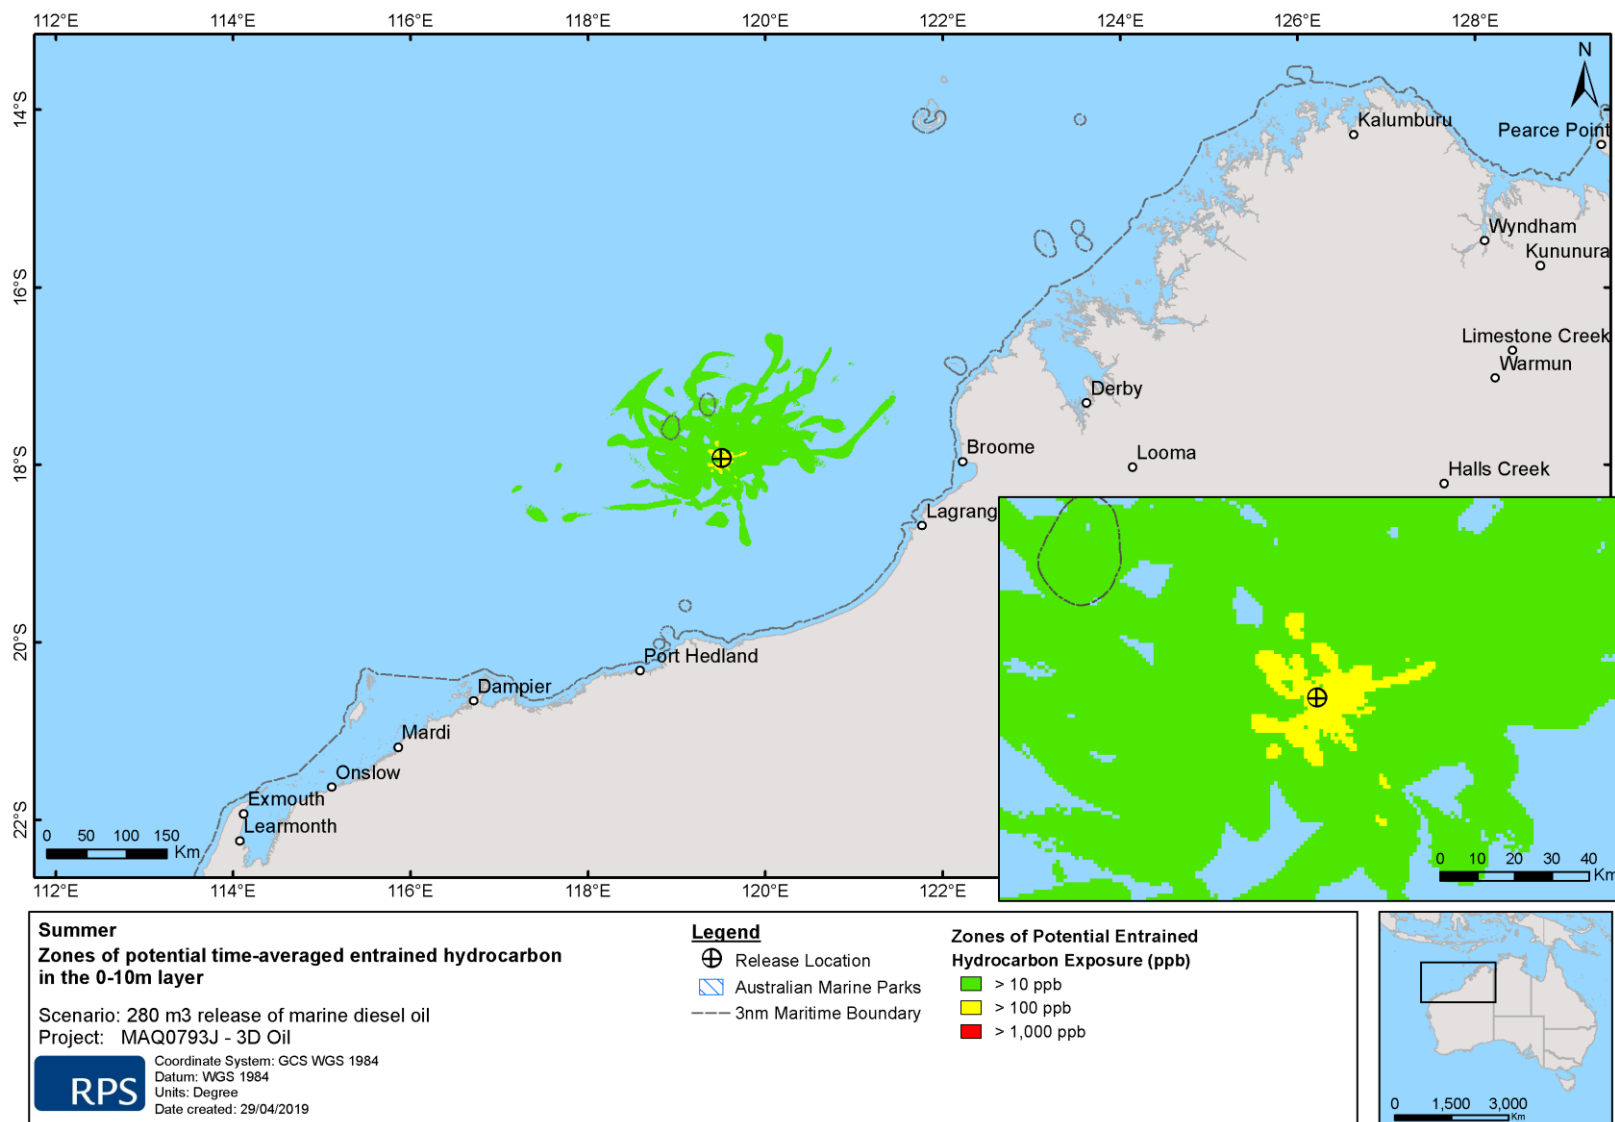 112°E 114°E 116°E 118°E 120°E 122°E 124°E 126°E 128°E
N
14°S
Kalumburu
Pearce Point
Wyndham
Kununura
16°S
Limestone Creek
Warmun
Derby
Broome
Looma
18°S
Halls Creek
Lagrang
20°S
Port Hedland
Dampier
Mardi
Onslow
Exmouth
22°S
Learmonth
0 50 100 150
Km
0 10 20 30 40
Km
112°E 114°E 116°E 118°E 120°E 122°E
Summer
Zones of potential time-averaged entrained hydrocarbon
in the 0-10m layer
Scenario: 280 m3 release of marine diesel oil
Project: MAQ0793J - 3D Oil
RPS
Coordinate System: GCS WGS 1984
Datum: WGS 1984
Units: Degree
Date created: 29/04/2019
Legend
Release Location
Australian Marine Parks
3nm Maritime Boundary
Zones of Potential Entrained
Hydrocarbon Exposure (ppb)
> 10 ppb
> 100 ppb
> 1,000 ppb
0 1,500 3,000
Km